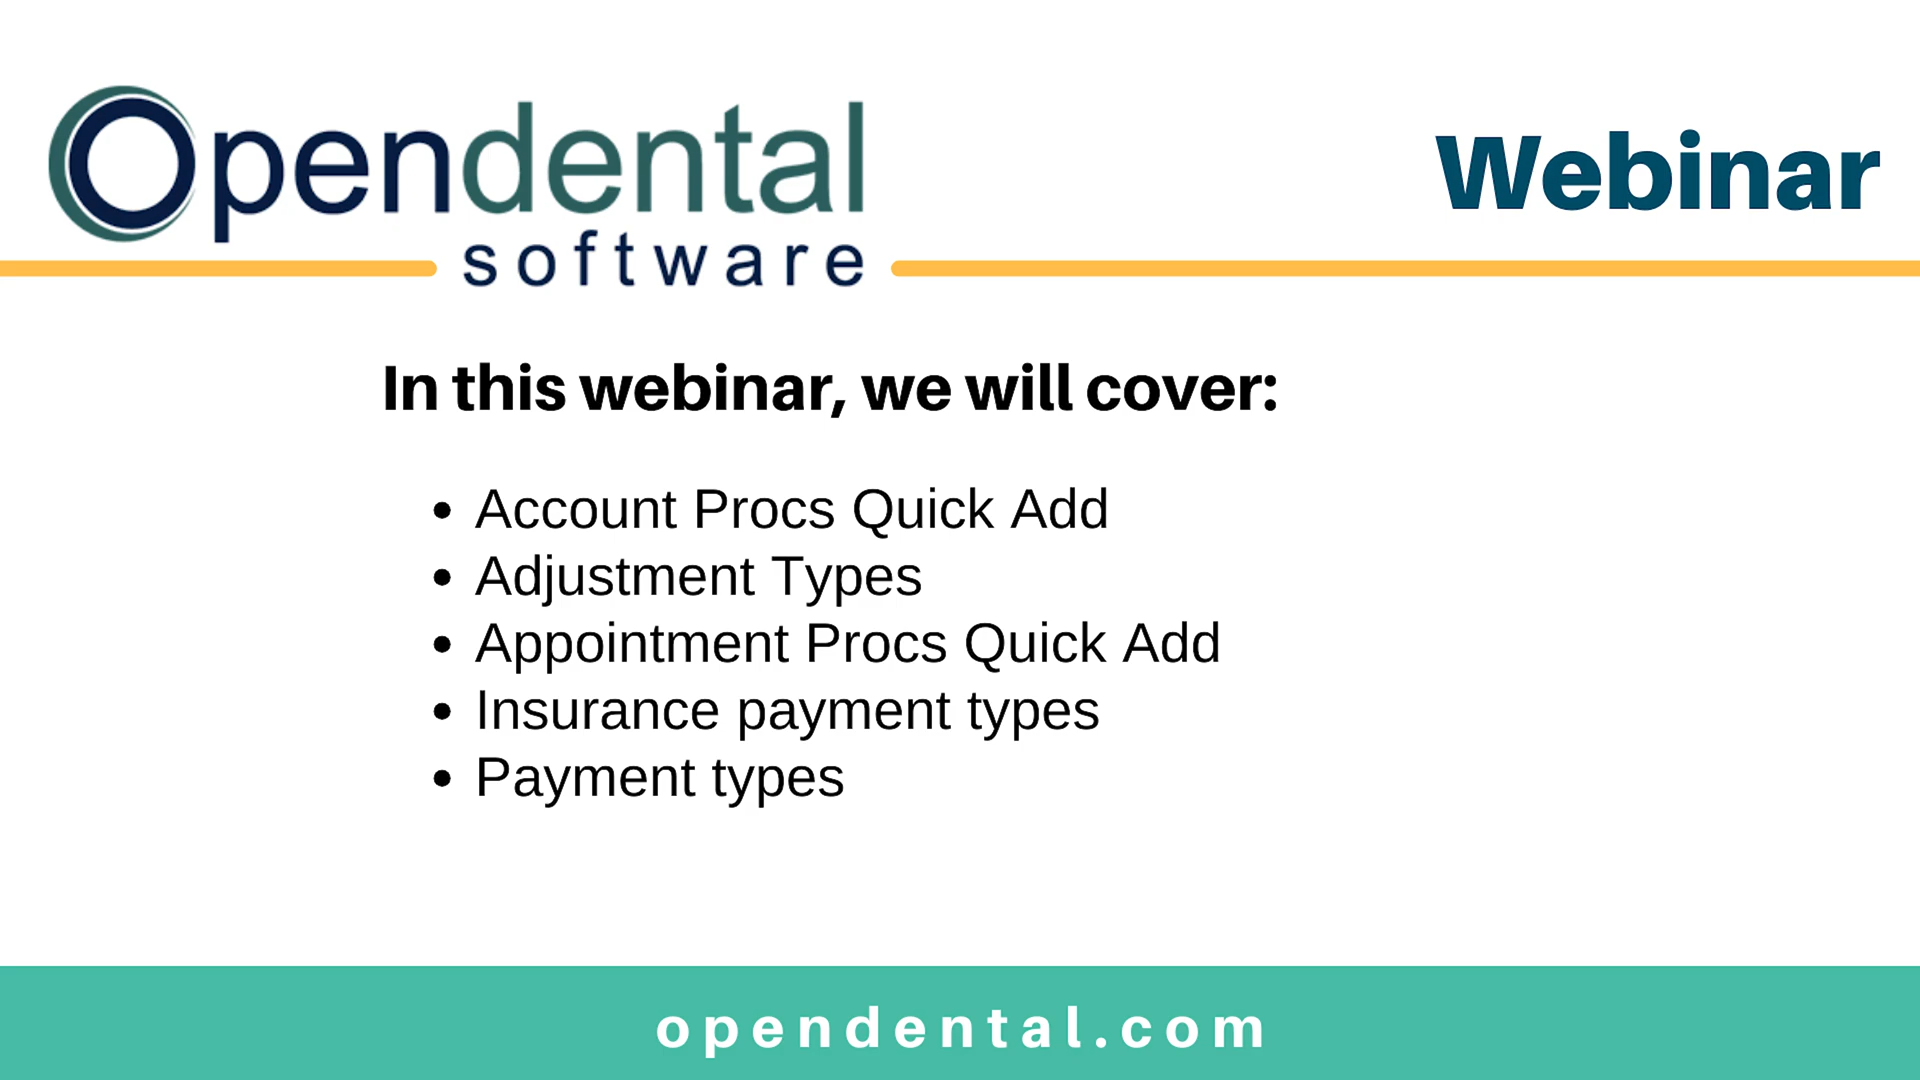 Opendental
software
Webinar
In this webinar, we will cover:
• Account Procs Quick Add
• Adjustment Types
• Appointment Procs Quick Add
• Insurance payment types
• Payment types
opendental.com